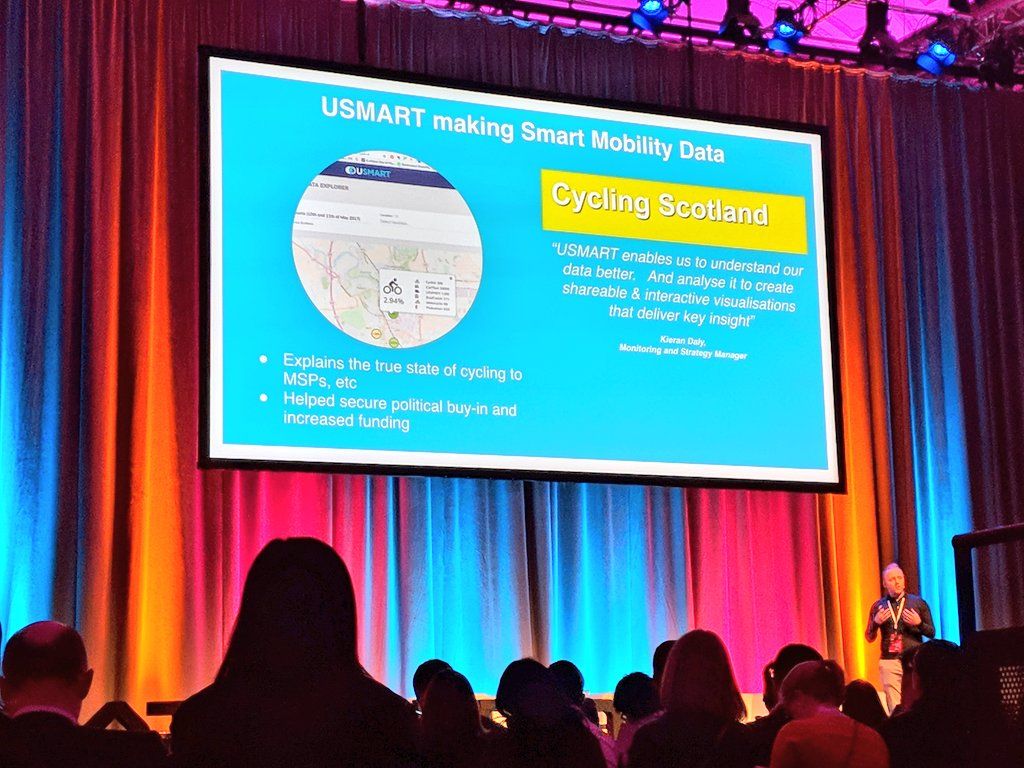 USMART making Smart Mobility Data
USMART
ATA EXPLORER
2.94%
Cycling Scotland
“USMART enables us to understand our
data better. And analyse it to create
shareable & interactive visualisations
that deliver key insight”
Kieran Daly,
Monitoring and Strategy Manager
• Explains the true state of cycling to
MSPs, etc
• Helped secure political buy-in and
increased funding